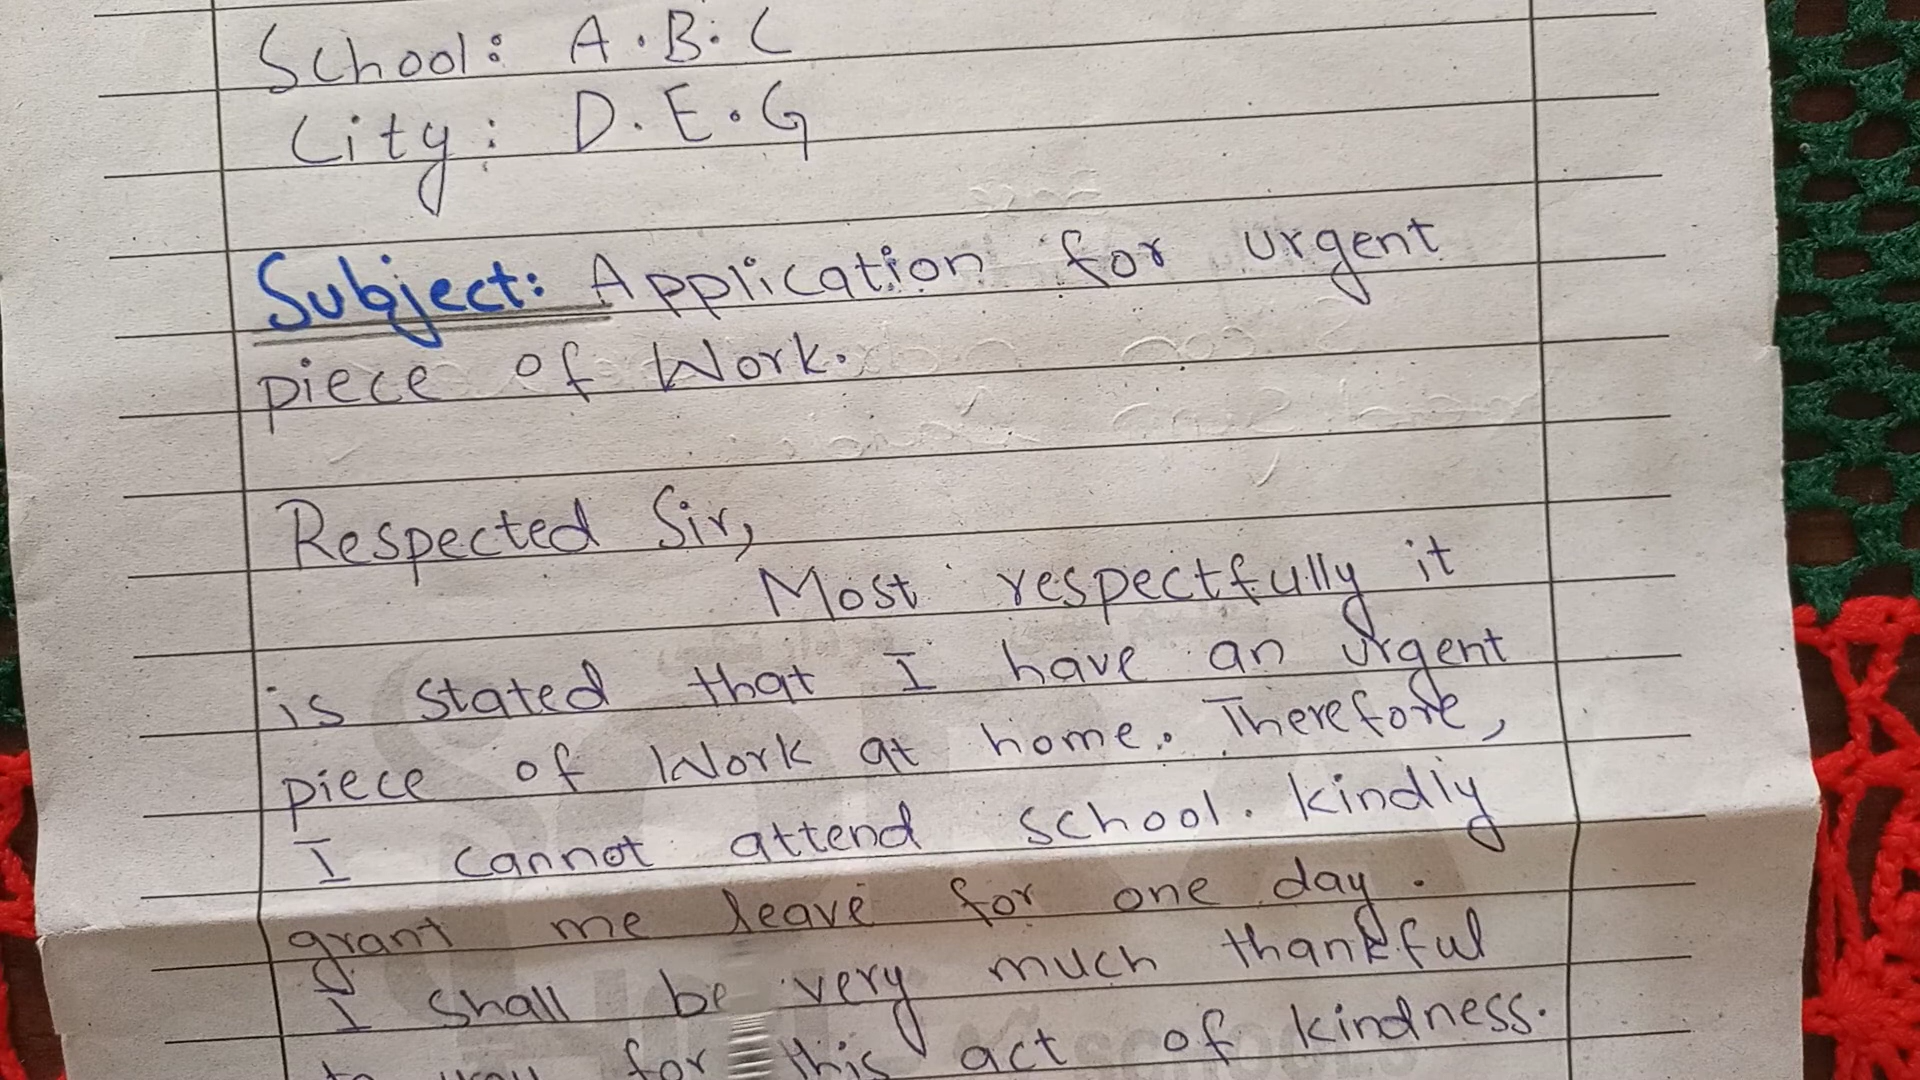 School: A.B.C
City: D.E.G
Subject: Application for urgent
piece of Work.
Respected Sir,
Most respectfully it
is stated that I have an urgent
piece of Work at home. Therefore,
I cannot attend school. kindly
grant me leave for one day.
I shall be very much thankful
to you for this act of kindness.